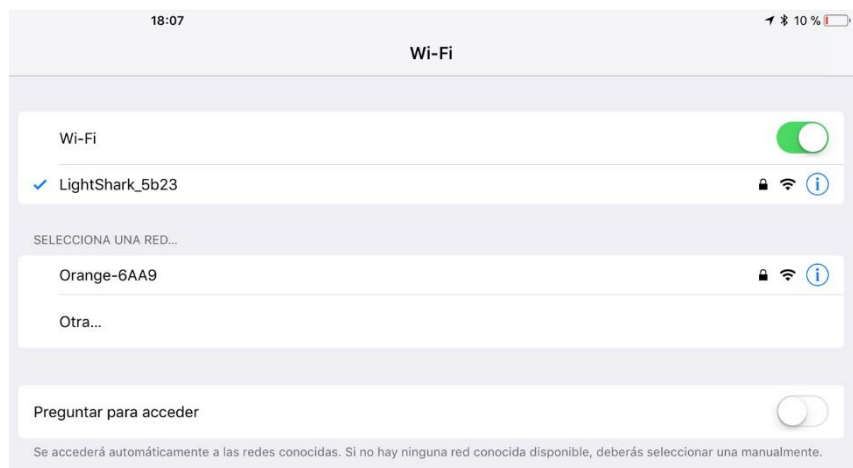 18:07
10 %
Wi-Fi
Wi-Fi
LightShark_5b23
SELECCIONA UNA RED...
Orange-6AA9
Otra...
Preguntar para acceder
Se accederá automáticamente a las redes conocidas. Si no hay ninguna red conocida disponible, deberás seleccionar una manualmente.